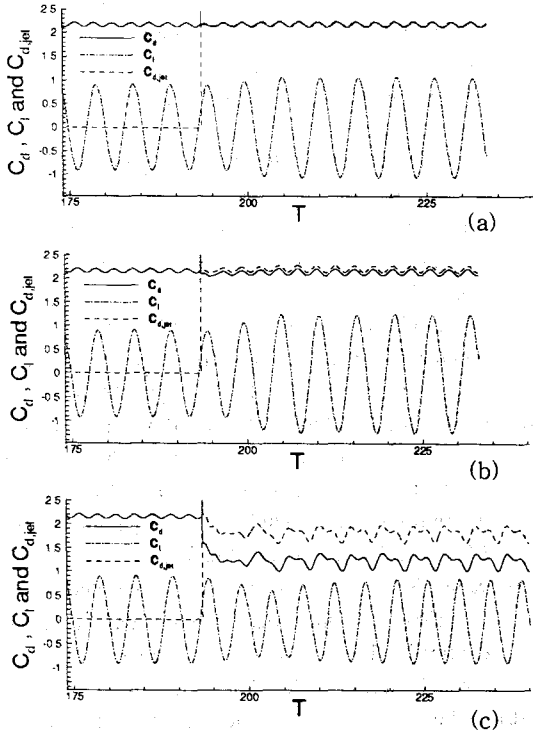 2.5
2
1.5
1
0.5
0
-0.5
-1
C_d , C_l and C_d,jet
C_d
C_l
C_d,jet
175
200
225
T
(a)
2.5
2
1.5
1
0.5
0
-0.5
-1
C_d , C_l and C_d,jet
C_d
C_l
C_d,jet
175
200
225
T
(b)
2.5
2
1.5
1
0.5
0
-0.5
-1
C_d , C_l and C_d,jet
C_d
C_l
C_d,jet
175
200
225
T
(c)